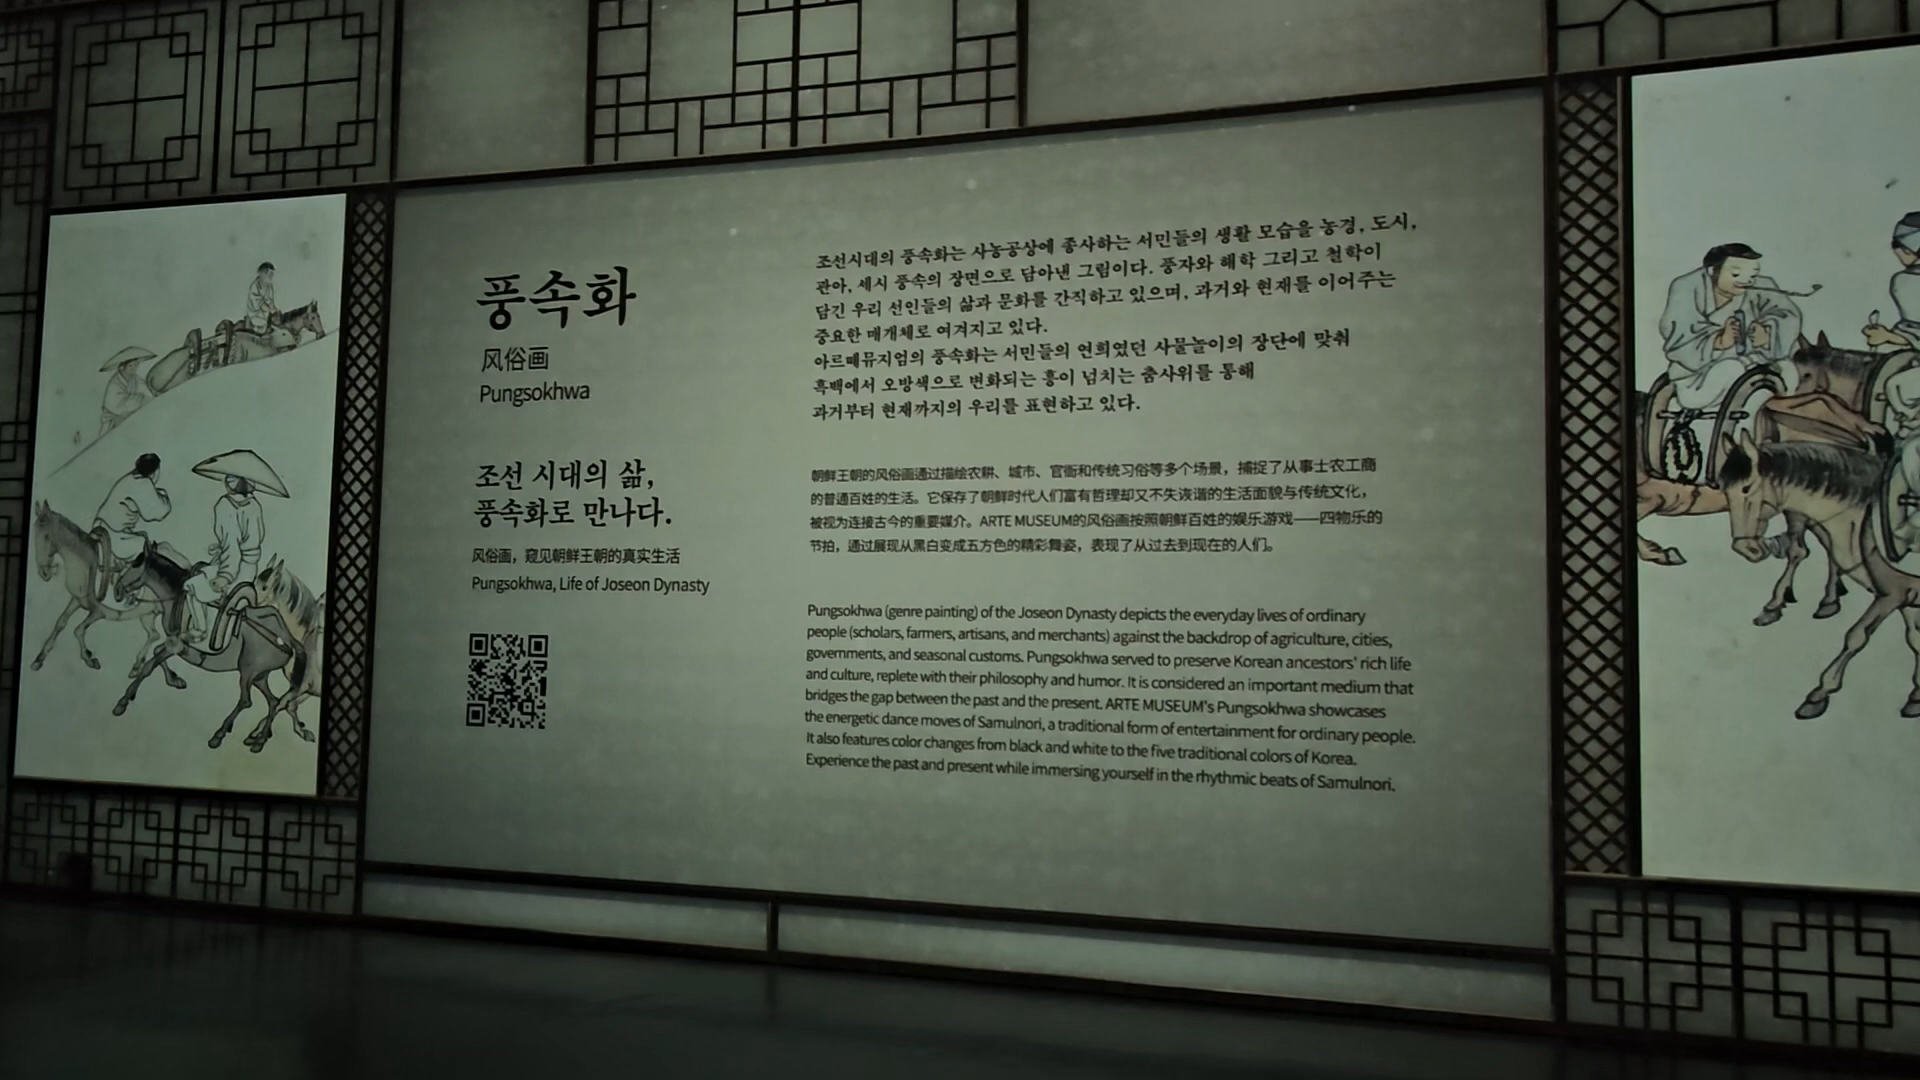 풍속화
风俗画
Pungsokhwa
조선 시대의 삶,
풍속화로 만나다.
风俗画，窥见朝鲜王朝的真实生活
Pungsokhwa, Life of Joseon Dynasty
조선시대의 풍속화는 사농공상에 종사하는 서민들의 생활 모습을 농경, 도시,
관아, 세시 풍속의 장면으로 담아낸 그림이다. 풍자와 해학 그리고 철학이
담긴 우리 선인들의 삶과 문화를 간직하고 있으며, 과거와 현재를 이어주는
중요한 매개체로 여겨지고 있다.
아르떼뮤지엄의 풍속화는 서민들의 연희였던 사물놀이의 장단에 맞춰
흑백에서 오방색으로 변화되는 흥이 넘치는 춤사위를 통해
과거부터 현재까지의 우리를 표현하고 있다.
朝鲜王朝的风俗画通过描绘农耕、城市、官衙和传统习俗等多个场景，捕捉了从事士农工商
的普通百姓的生活。它保存了朝鲜时代人们富有哲理却又不失诙谐的生活面貌与传统文化，
被视为连接古今的重要媒介。ARTE MUSEUM的风俗画按照朝鲜百姓的娱乐游戏——四物乐的
节拍，通过展现从黑白变成五方色的精彩舞姿，表现了从过去到现在的人们。
Pungsokhwa (genre painting) of the Joseon Dynasty depicts the everyday lives of ordinary
people (scholars, farmers, artisans, and merchants) against the backdrop of agriculture, cities,
governments, and seasonal customs. Pungsokhwa served to preserve Korean ancestors' rich life
and culture, replete with their philosophy and humor. It is considered an important medium that
bridges the gap between the past and the present. ARTE MUSEUM's Pungsokhwa showcases
the energetic dance moves of Samulnori, a traditional form of entertainment for ordinary people.
It also features color changes from black and white to the five traditional colors of Korea.
Experience the past and present while immersing yourself in the rhythmic beats of Samulnori.